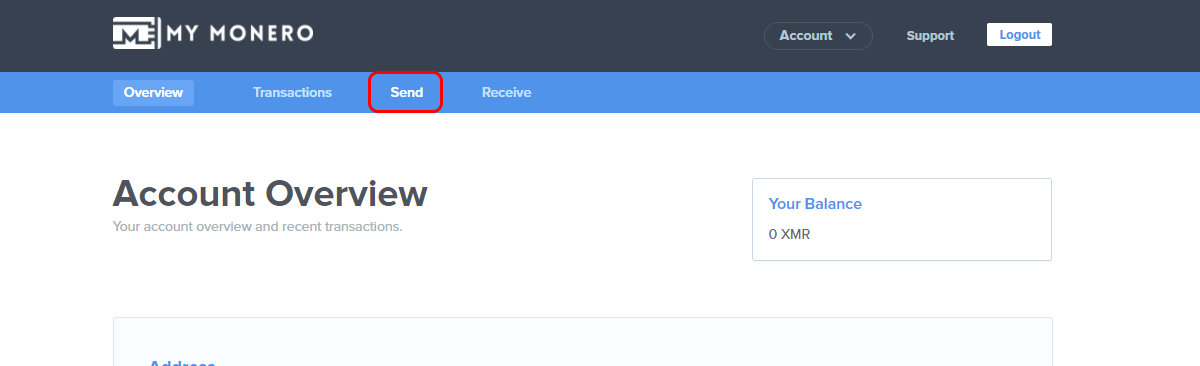 MY MONERO
Account
Support
Logout
Overview
Transactions
Send
Receive
Account Overview
Your account overview and recent transactions.
Your Balance
0 XMR
Address